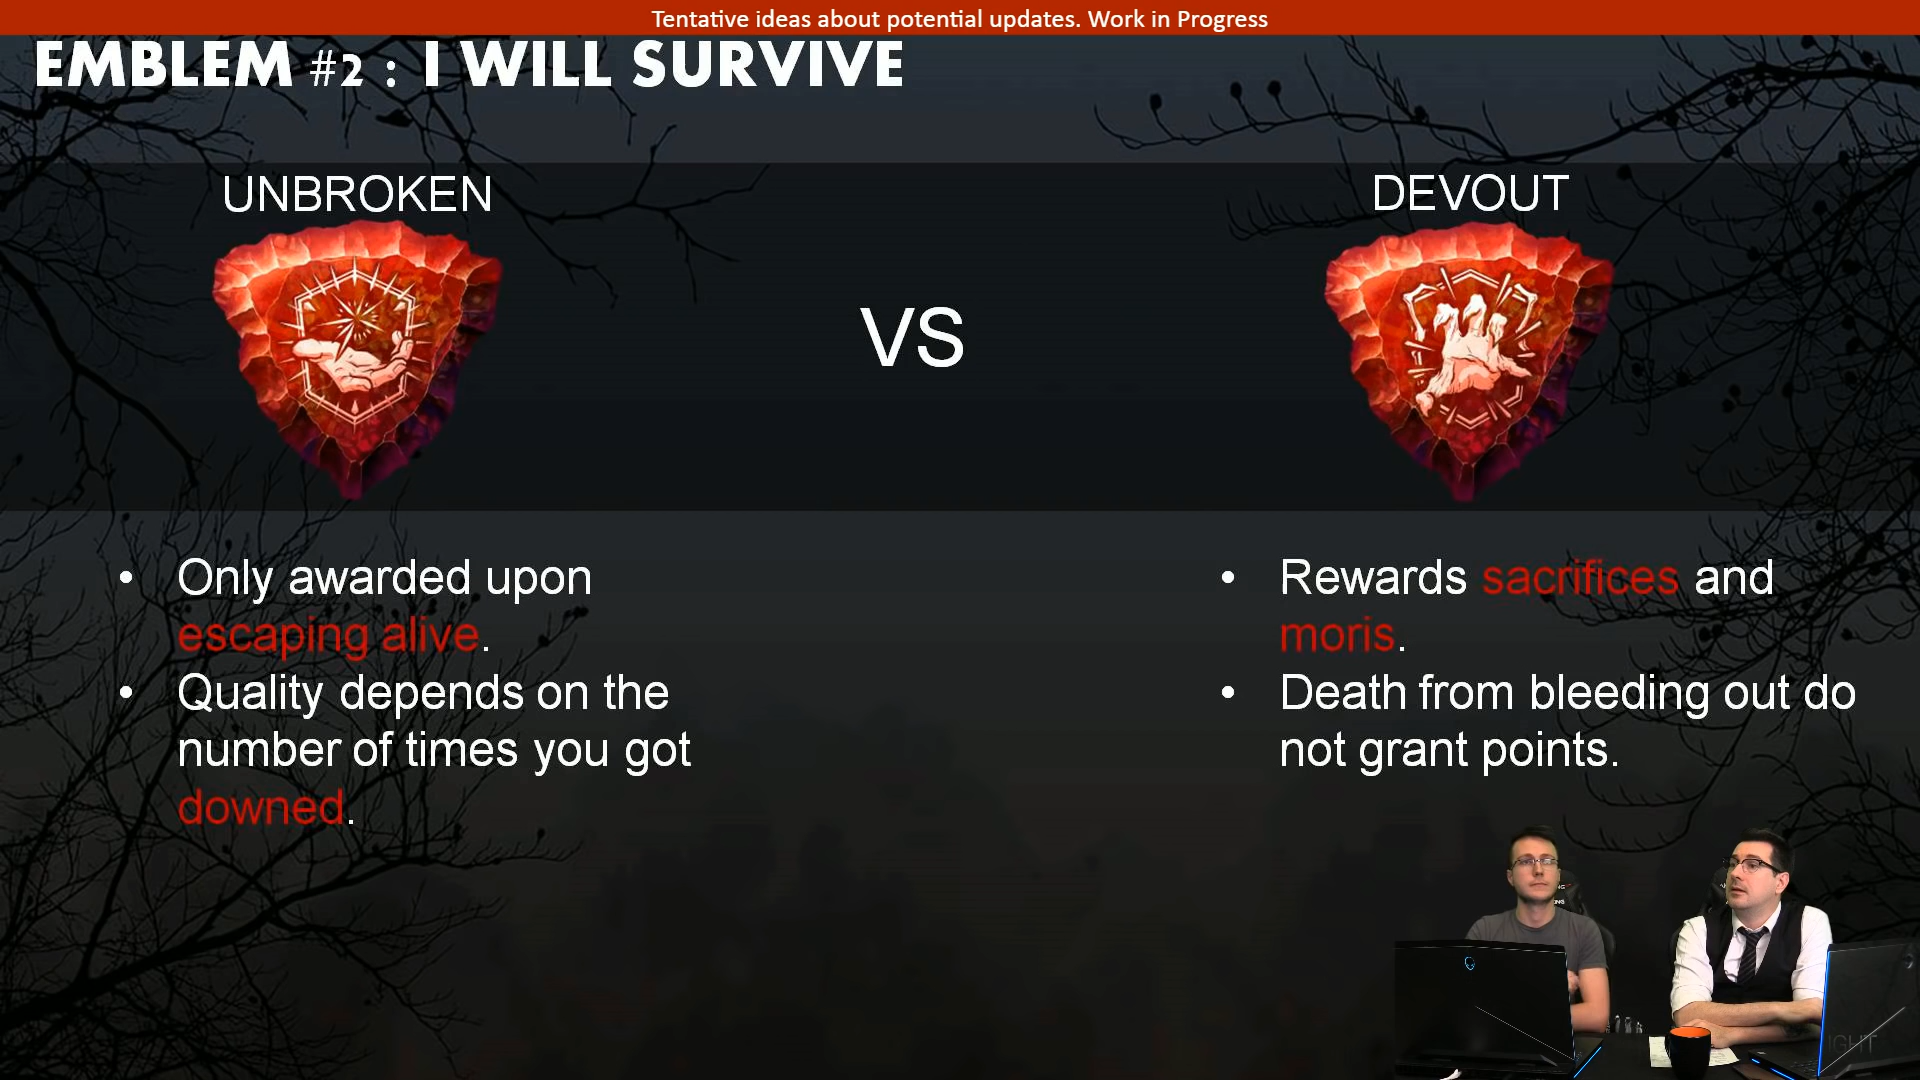 Tentative ideas about potential updates. Work in Progress
EMBLEM #2 : I WILL SURVIVE
UNBROKEN
DEVOUT
VS
• Only awarded upon
escaping alive.
• Quality depends on the
number of times you got
downed.
• Rewards sacrifices and
moris.
• Death from bleeding out do
not grant points.